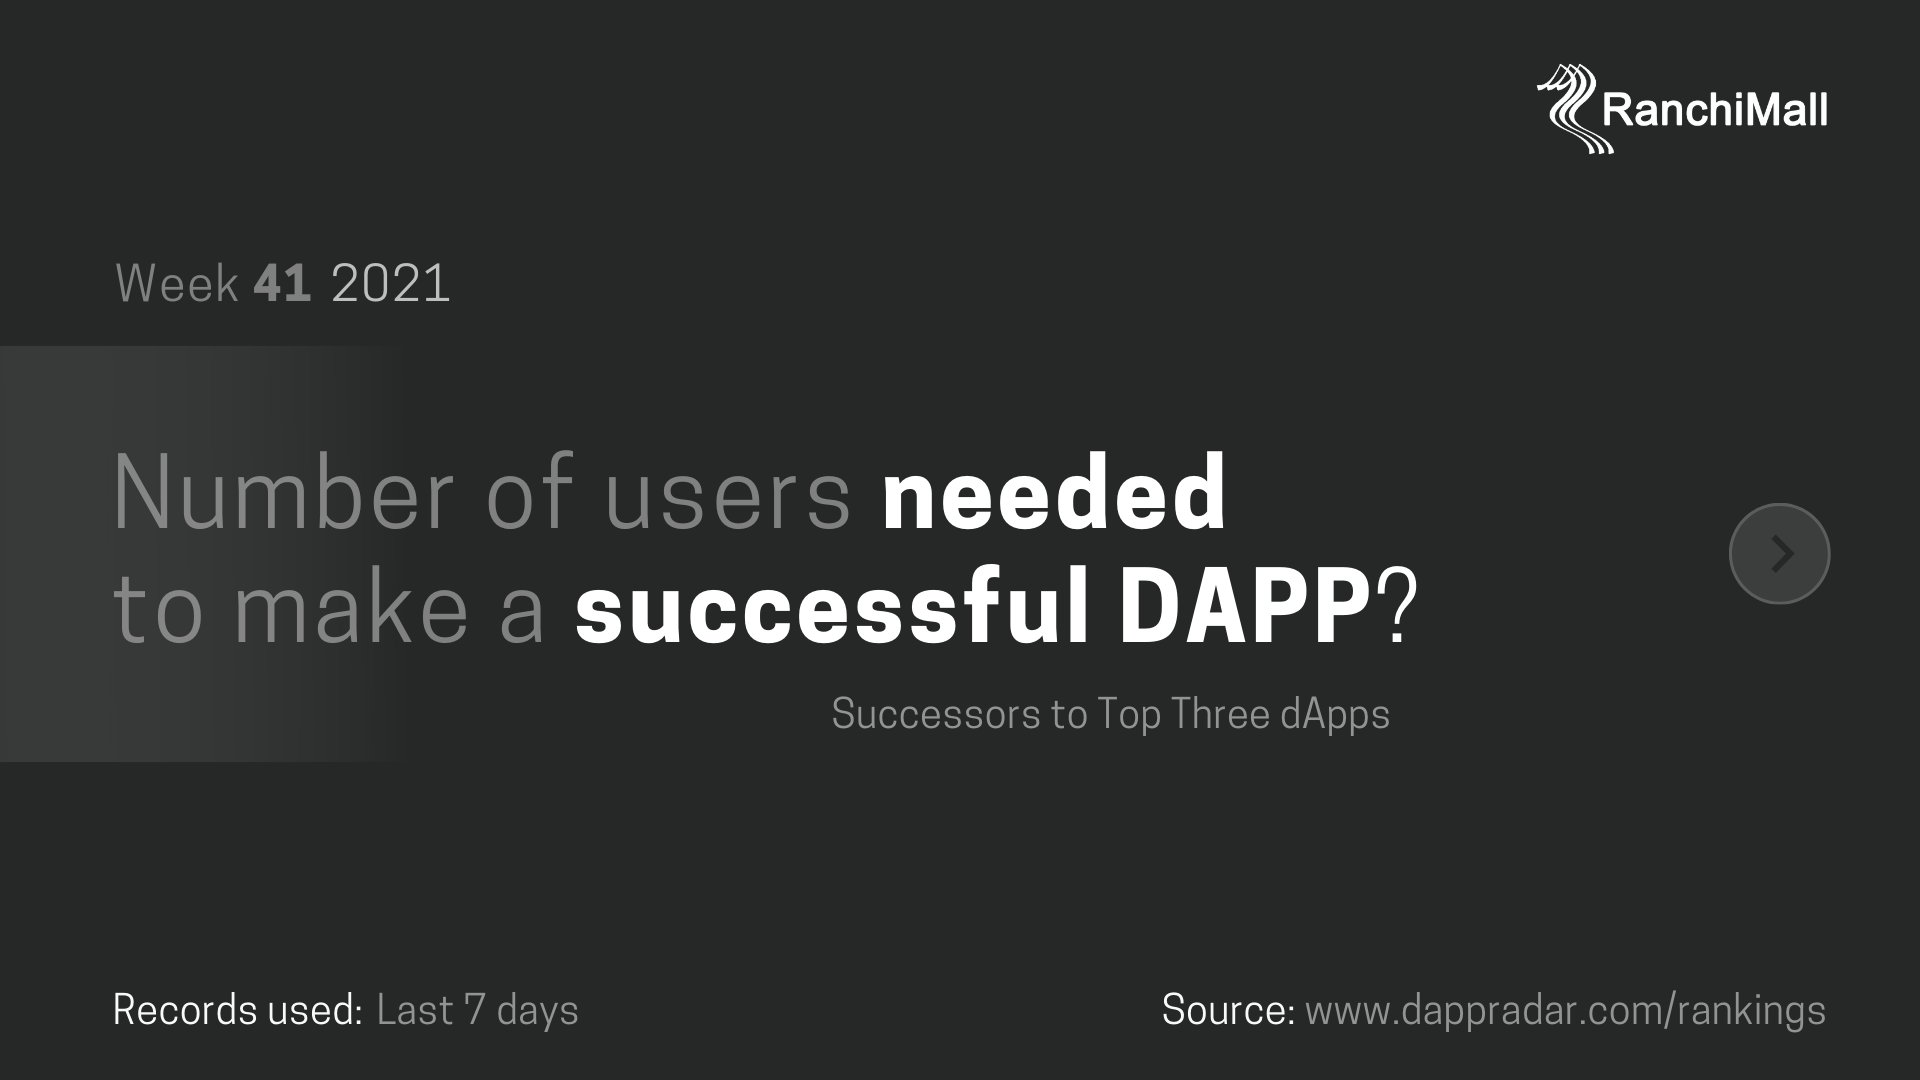 RanchiMall
Week 41 2021
Number of users needed
to make a successful DAPP?
Successors to Top Three dApps
Records used: Last 7 days
Source: www.dappradar.com/rankings